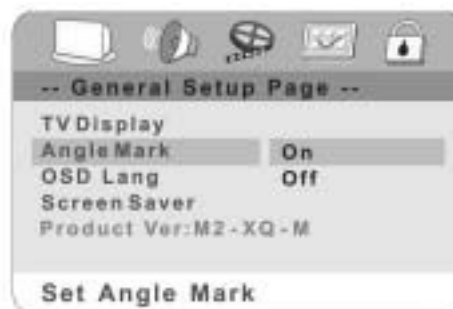 -- General Setup Page --
TV Display
Angle Mark On
OSD Lang Off
Screen Saver
Product Ver:M2-XQ-M
Set Angle Mark